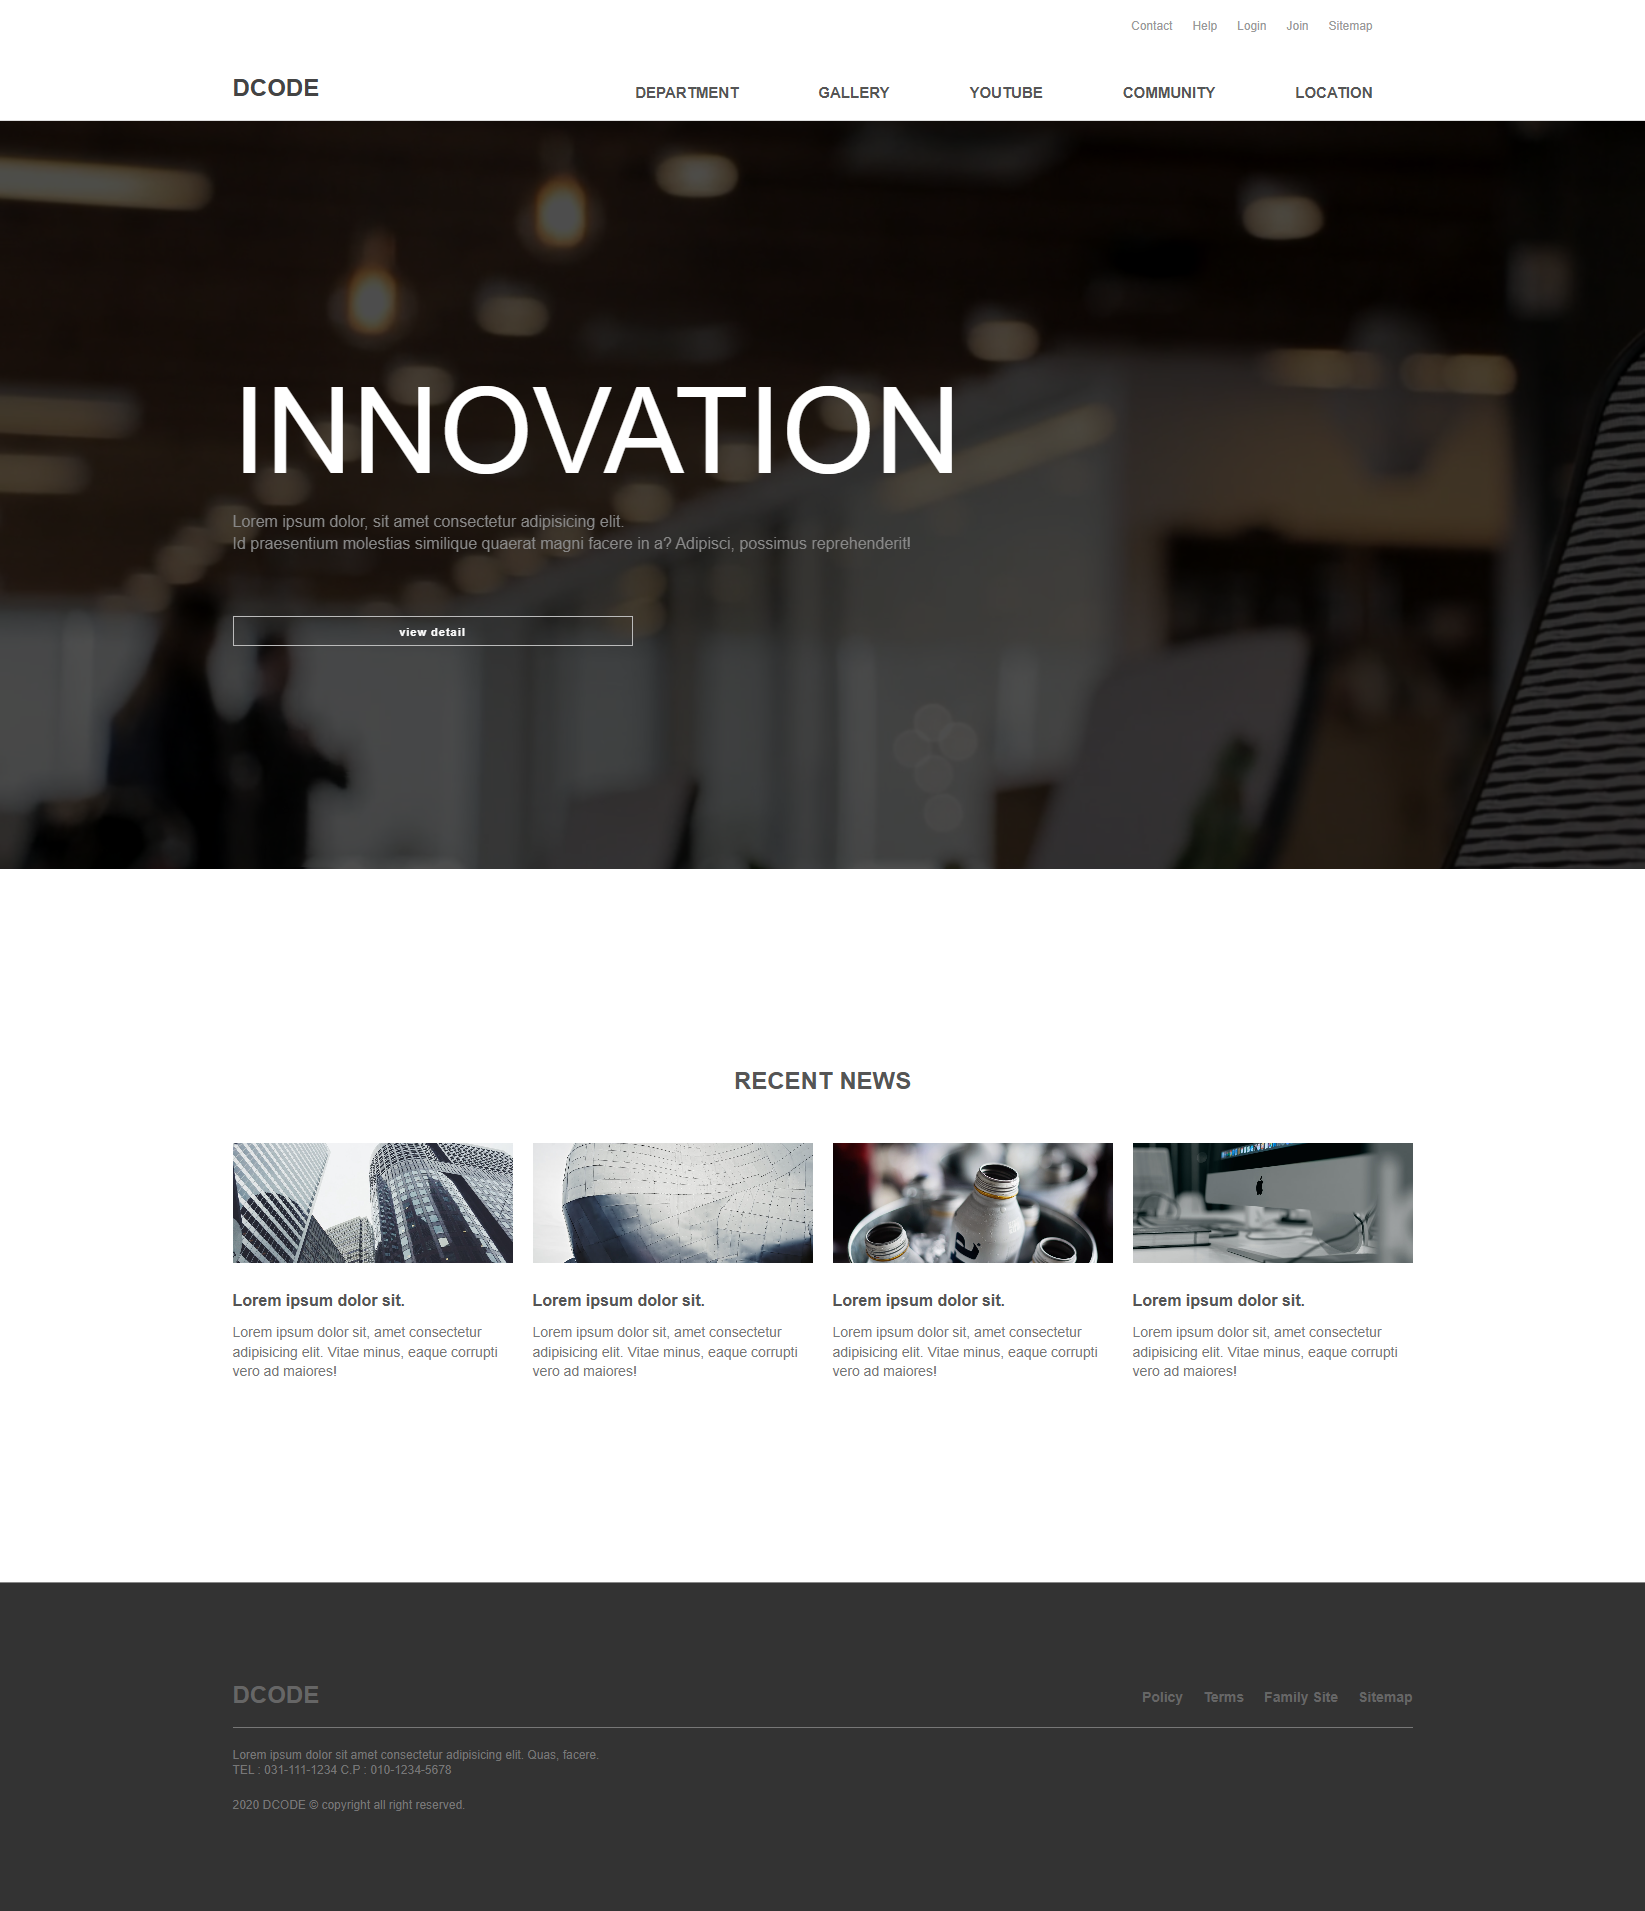 Contact Help Login Join Sitemap
DCODE
DEPARTMENT GALLERY YOUTUBE COMMUNITY LOCATION
INNOVATION
Lorem ipsum dolor, sit amet consectetur adipisicing elit.
Id praesentium molestias similique quaerat magni facere in a? Adipisci, possimus reprehenderit!
view detail
RECENT NEWS
Lorem ipsum dolor sit.
Lorem ipsum dolor sit, amet consectetur
adipisicing elit. Vitae minus, eaque corrupti
vero ad maiores!
Lorem ipsum dolor sit.
Lorem ipsum dolor sit, amet consectetur
adipisicing elit. Vitae minus, eaque corrupti
vero ad maiores!
Lorem ipsum dolor sit.
Lorem ipsum dolor sit, amet consectetur
adipisicing elit. Vitae minus, eaque corrupti
vero ad maiores!
Lorem ipsum dolor sit.
Lorem ipsum dolor sit, amet consectetur
adipisicing elit. Vitae minus, eaque corrupti
vero ad maiores!
DCODE
Policy Terms Family Site Sitemap
Lorem ipsum dolor sit amet consectetur adipisicing elit. Quas, facere.
TEL : 031-111-1234 C.P : 010-1234-5678
2020 DCODE © copyright all right reserved.